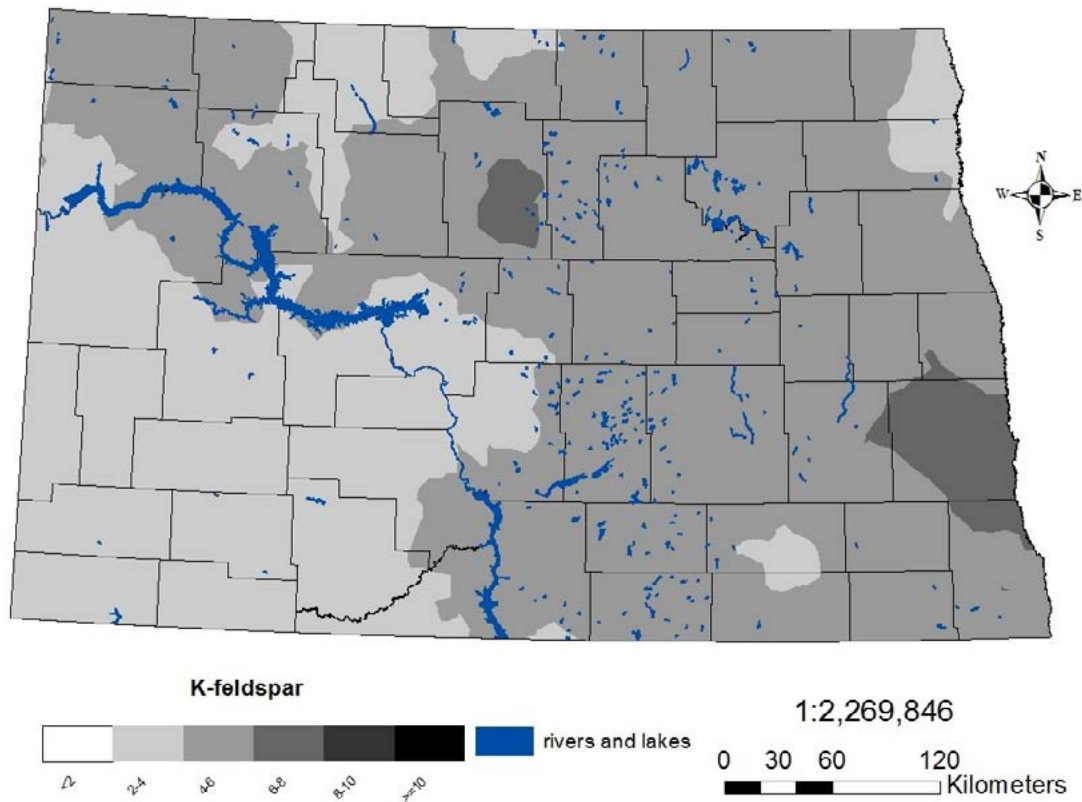 N
W E
S
K-feldspar
<2
2-4
4-6
6-8
8-10
>=10
rivers and lakes
1:2,269,846
0 30 60 120
Kilometers